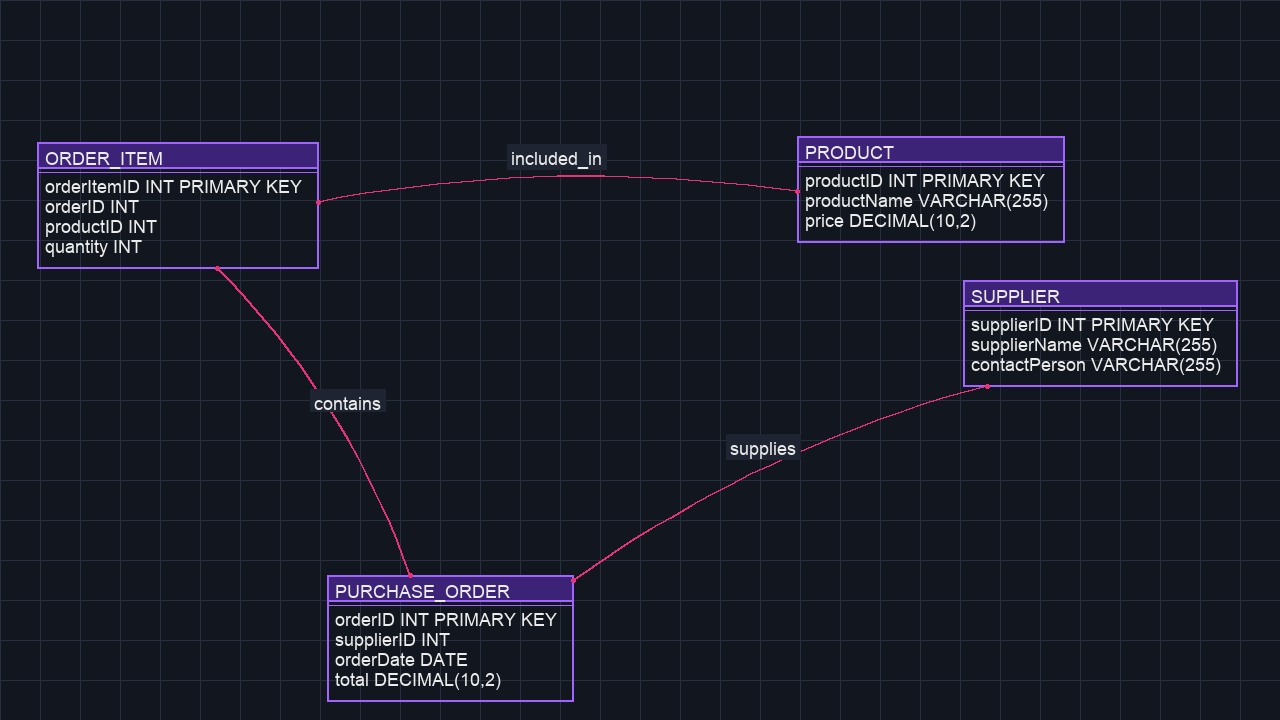 ORDER_ITEM
orderItemID INT PRIMARY KEY
orderID INT
productID INT
quantity INT
included_in
PRODUCT
productID INT PRIMARY KEY
productName VARCHAR(255)
price DECIMAL(10,2)
SUPPLIER
supplierID INT PRIMARY KEY
supplierName VARCHAR(255)
contactPerson VARCHAR(255)
contains
supplies
PURCHASE_ORDER
orderID INT PRIMARY KEY
supplierID INT
orderDate DATE
total DECIMAL(10,2)